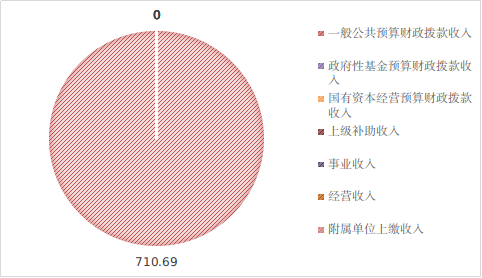 0
一般公共预算财政拨款收入
政府性基金预算财政拨款收
入
国有资本经营预算财政拨款
收入
上级补助收入
事业收入
经营收入
附属单位上缴收入
710.69